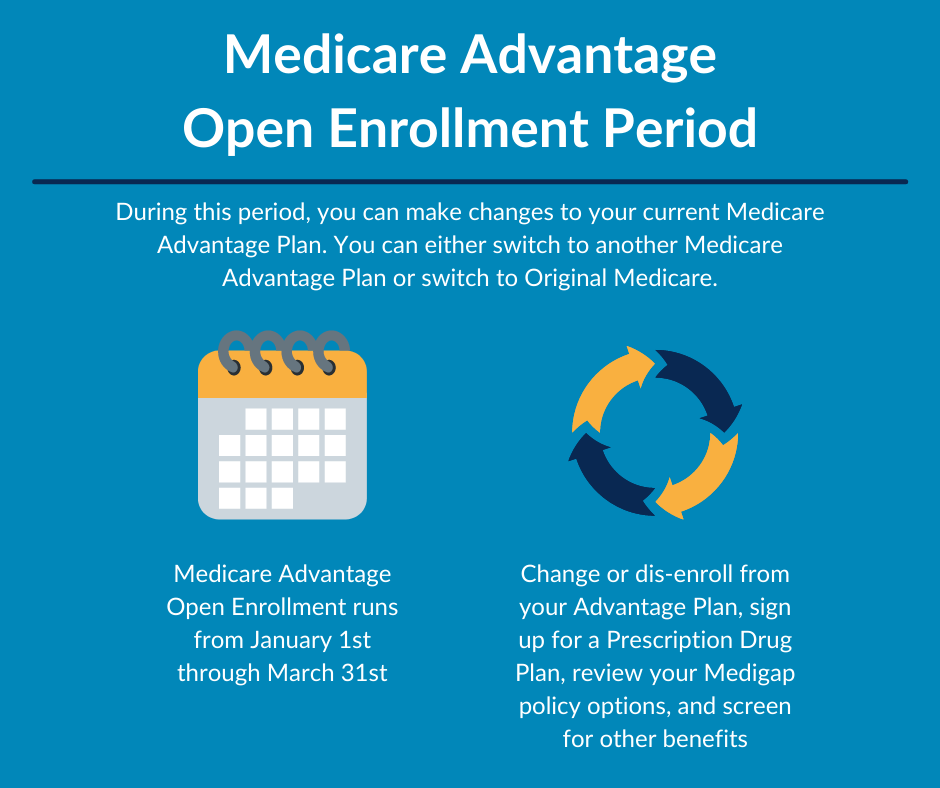 Medicare Advantage
Open Enrollment Period
During this period, you can make changes to your current Medicare
Advantage Plan. You can either switch to another Medicare
Advantage Plan or switch to Original Medicare.
Medicare Advantage
Open Enrollment runs
from January 1st
through March 31st
Change or dis-enroll from
your Advantage Plan, sign
up for a Prescription Drug
Plan, review your Medigap
policy options, and screen
for other benefits